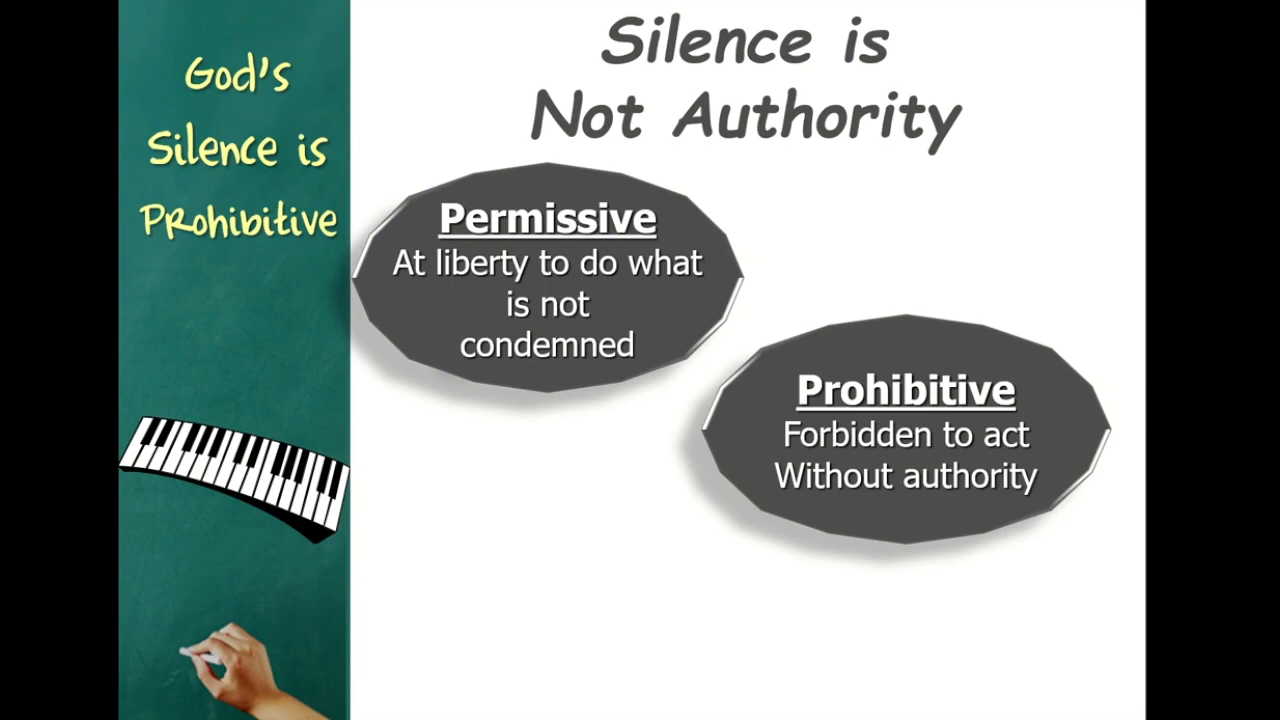 God's
Silence is
Prohibitive
Silence is
Not Authority
Permissive
At liberty to do what
is not
condemned
Prohibitive
Forbidden to act
Without authority